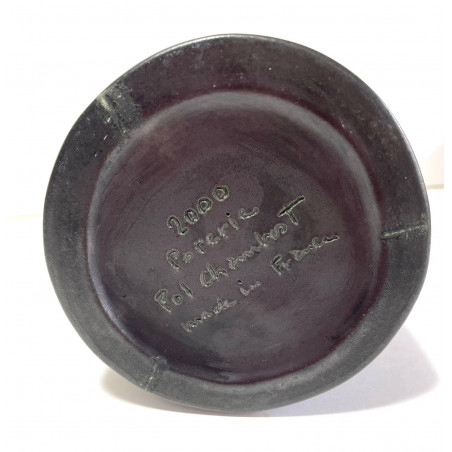 2000
Poterie
Pol Chambost
made in France